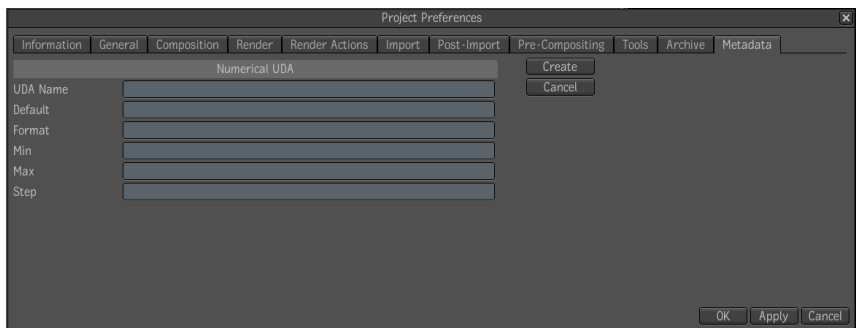 Project Preferences
Information General Composition Render Render Actions Import Post-Import Pre-Compositing Tools Archive Metadata
Numerical UDA Create
UDA Name Cancel
Default
Format
Min
Max
Step
OK Apply Cancel